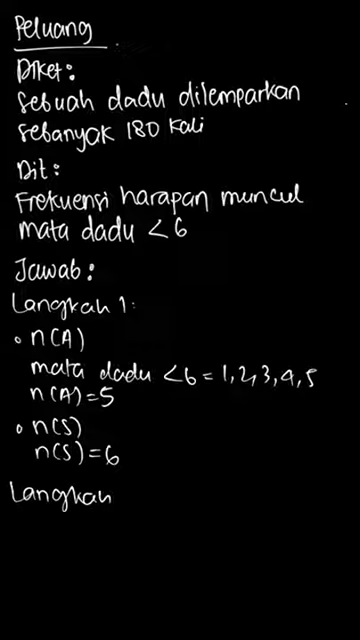 Peluang
Diket:
Sebuah dadu dilemparkan
sebanyak 180 kali
Dit:
Frekuensi harapan muncul
mata dadu <6
Jawab:
Langkah 1:
• n(A)
mata dadu <6 = 1, 2, 3, 4, 5
n(A) = 5
• n(S)
n(S) = 6
Langkah